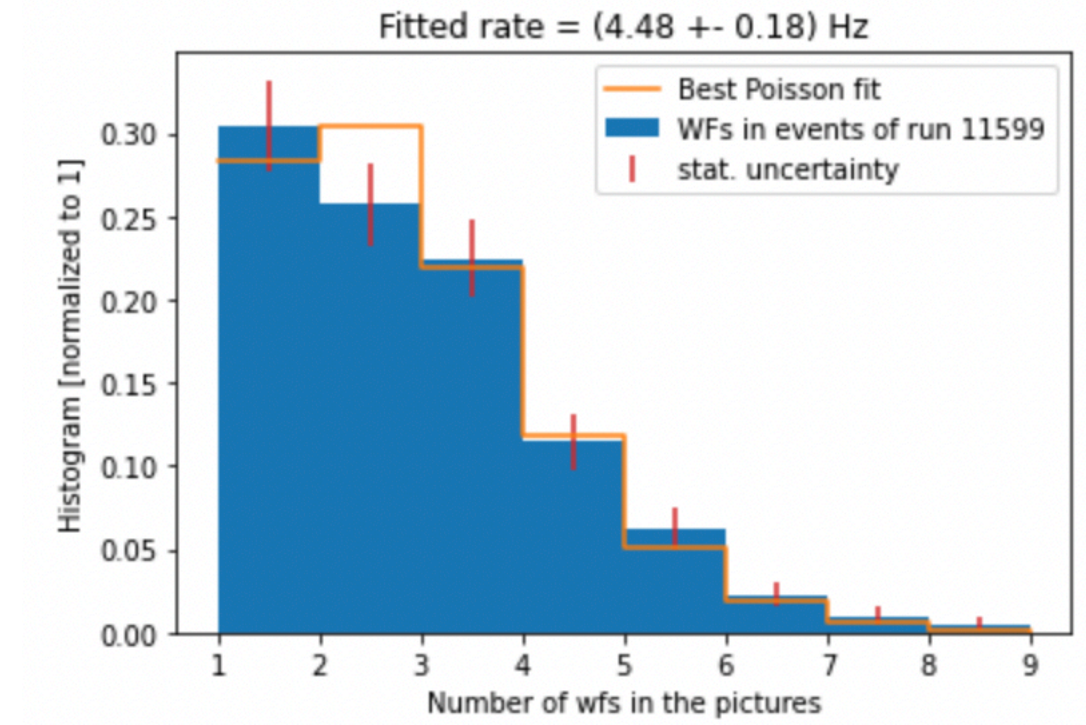 Fitted rate = (4.48 +- 0.18) Hz
Best Poisson fit
WFs in events of run 11599
stat. uncertainty
Histogram [normalized to 1]
0.30
0.25
0.20
0.15
0.10
0.05
0.00
1 2 3 4 5 6 7 8 9
Number of wfs in the pictures